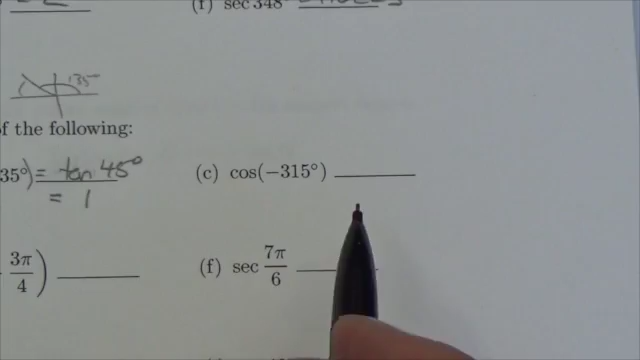 (f) sec 348°
135°
of the following:
35°) = tan 45°
= 1
(c) cos(−315°)
3π/4)
(f) sec 7π/6